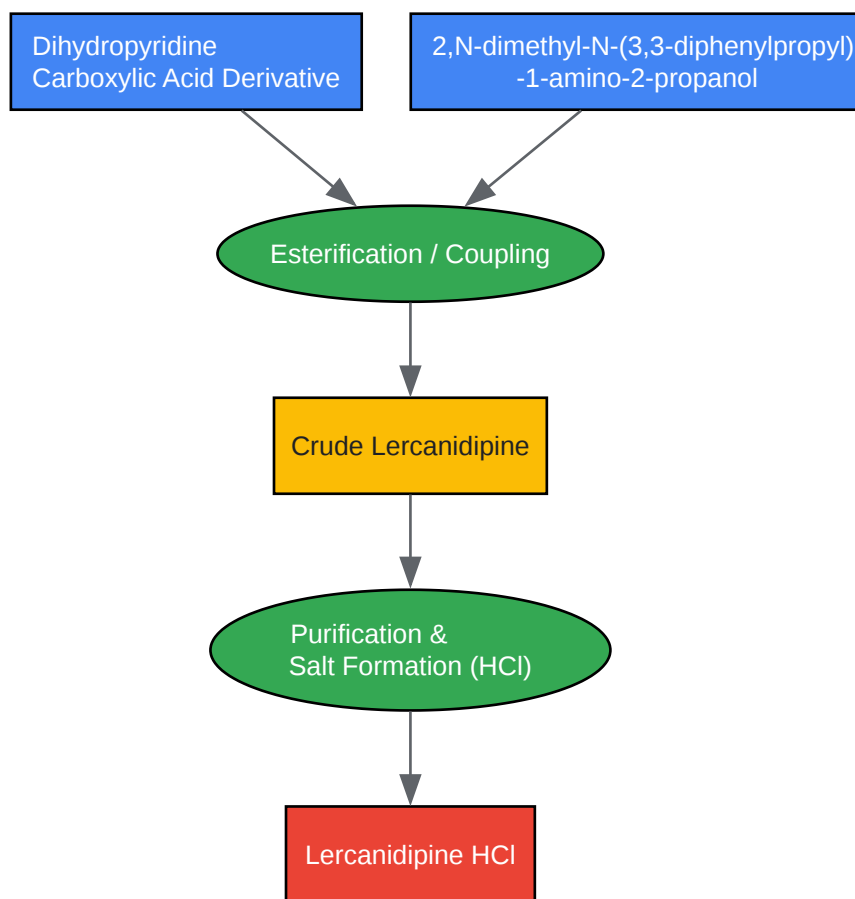 Dihydropyridine
Carboxylic Acid Derivative
2,N-dimethyl-N-(3,3-diphenylpropyl)
-1-amino-2-propanol
Esterification / Coupling
Crude Lercanidipine
Purification &
Salt Formation (HCl)
Lercanidipine HCl